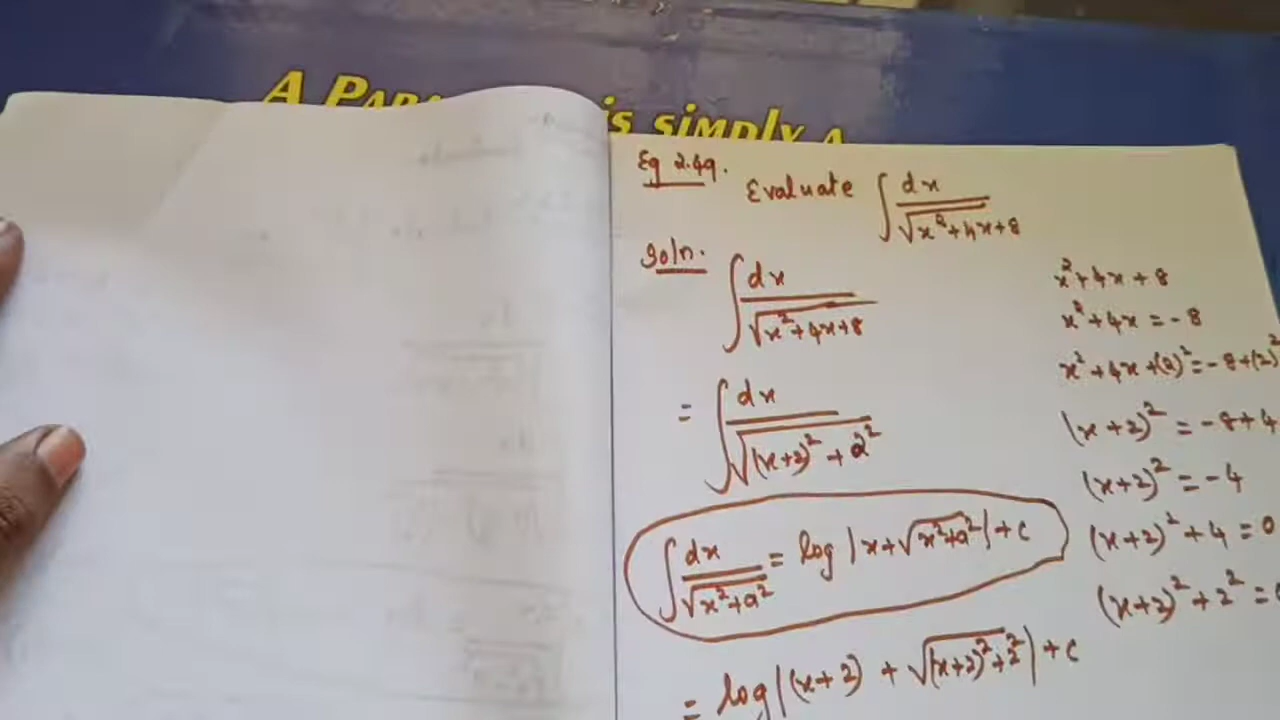 A is simply a
Eg 2.49. Evaluate ∫ dx / √x²+4x+8
Soln. ∫ dx / √x²+4x+8
= ∫ dx / √(x+2)²+2²
∫ dx / √x²+a² = log |x+√x²+a²| + c
= log |(x+2) + √(x+2)²+2²| + c
x²+4x+8
x²+4x = -8
x²+4x+(2)² = -8+(2)²
(x+2)² = -8+4
(x+2)² = -4
(x+2)² + 4 = 0
(x+2)² + 2² =